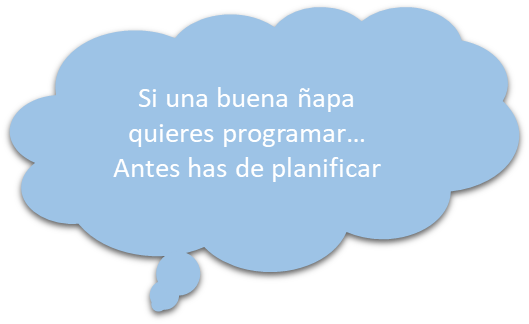 Si una buena ñapa
quieres programar...
Antes has de planificar